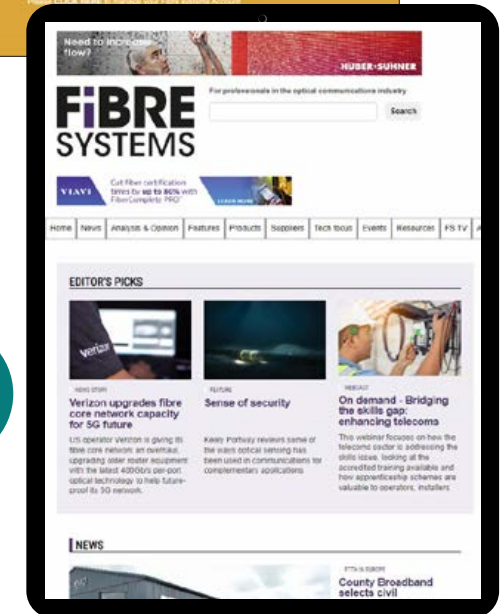 Need to increase
flow?
HUBER+SUHNER
FiBRE
SYSTEMS
For professionals in the optical communications industry
Search
VIAVI
Cut fiber certification
times by up to 80% with
FiberComplete PRO™
LEARN MORE
Home News Analysis & Opinion Features Products Suppliers Tech focus Events Resources FS TV
EDITOR'S PICKS
verizon
NEWS STORY
Verizon upgrades fibre
core network capacity
for 5G future
US operator Verizon is giving its
fibre core network an overhaul,
upgrading older router equipment
with the latest 400Gb/s per-port
optical technology to help future-
proof its 5G network.
FEATURE
Sense of security
Keely Portway reviews some of
the ways optical sensing has
been used in communications for
complementary applications
WEBCAST
On demand - Bridging
the skills gap:
enhancing telecoms
This webinar focuses on how the
telecoms sector is addressing the
skills issue, looking at the
accredited training available and
how apprenticeship schemes are
valuable to operators, installers
NEWS
FTTX IN EUROPE
County Broadband
selects civil